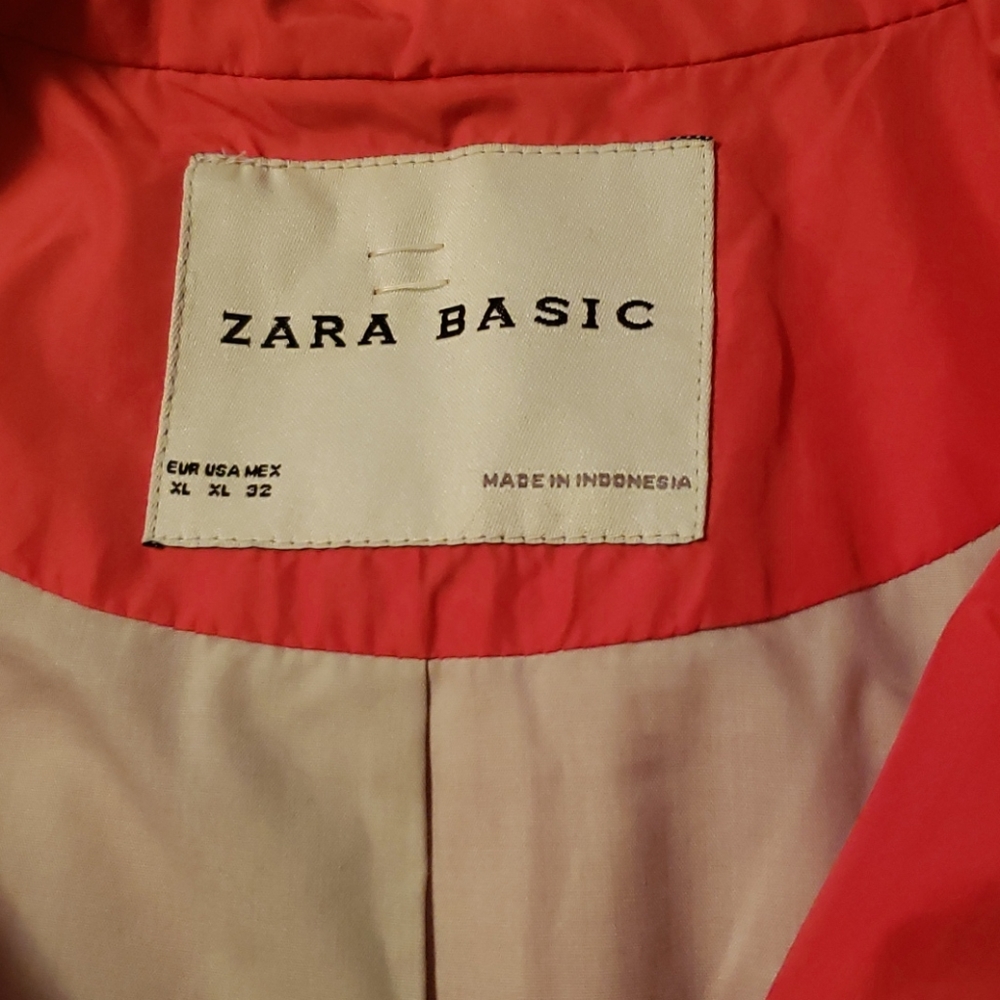 ZARA BASIC
EUR USA MEX
XL XL 32
MADE IN INDONESIA